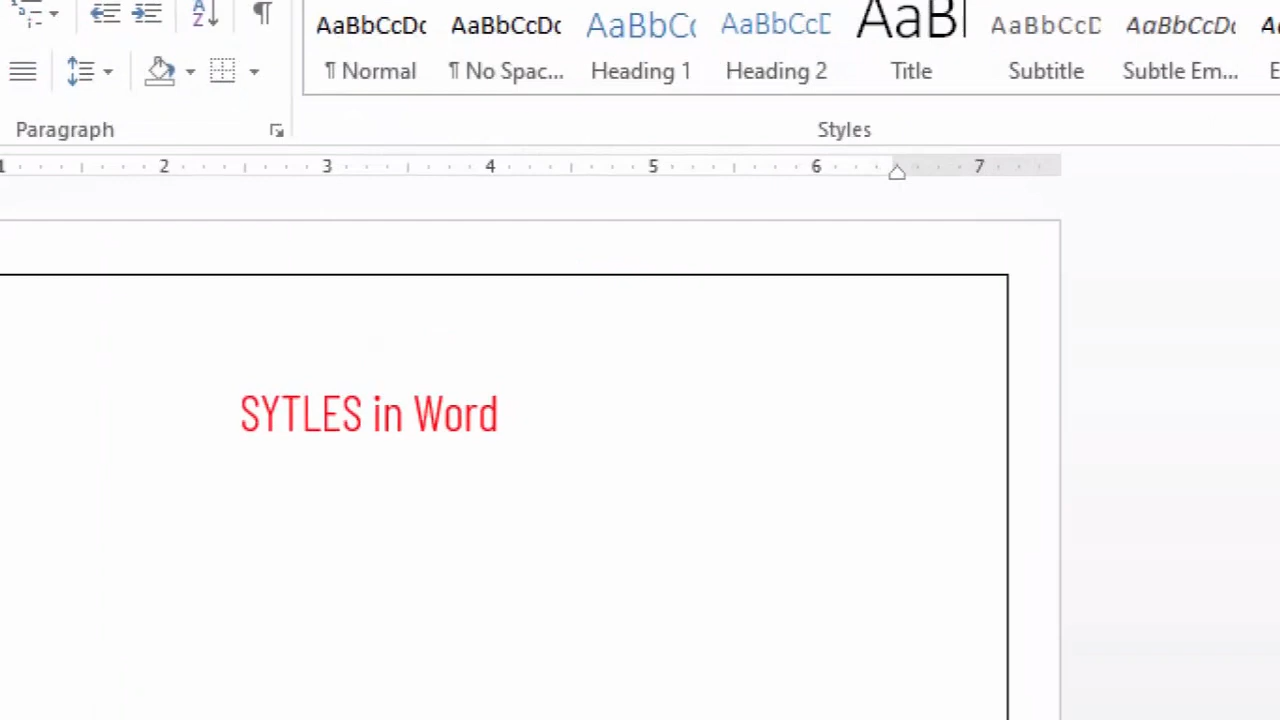 AaBbCcDc AaBbCcDc AaBbCc AaBbCcD AaB AaBbCcD AaBbCcDc
¶ Normal ¶ No Spac... Heading 1 Heading 2 Title Subtitle Subtle Em...
Paragraph Styles
1 2 3 4 5 6 7
SYTLES in Word